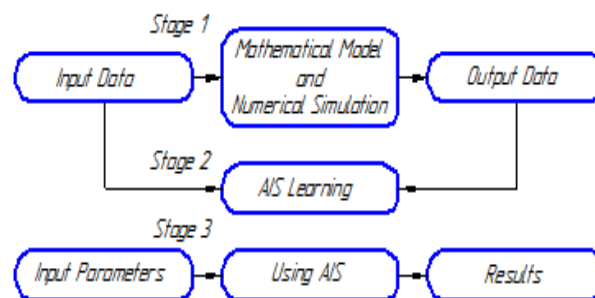 Stage 1
Input Data
Mathematical Model
and
Numerical Simulation
Output Data
Stage 2
AIS Learning
Stage 3
Input Parameters
Using AIS
Results